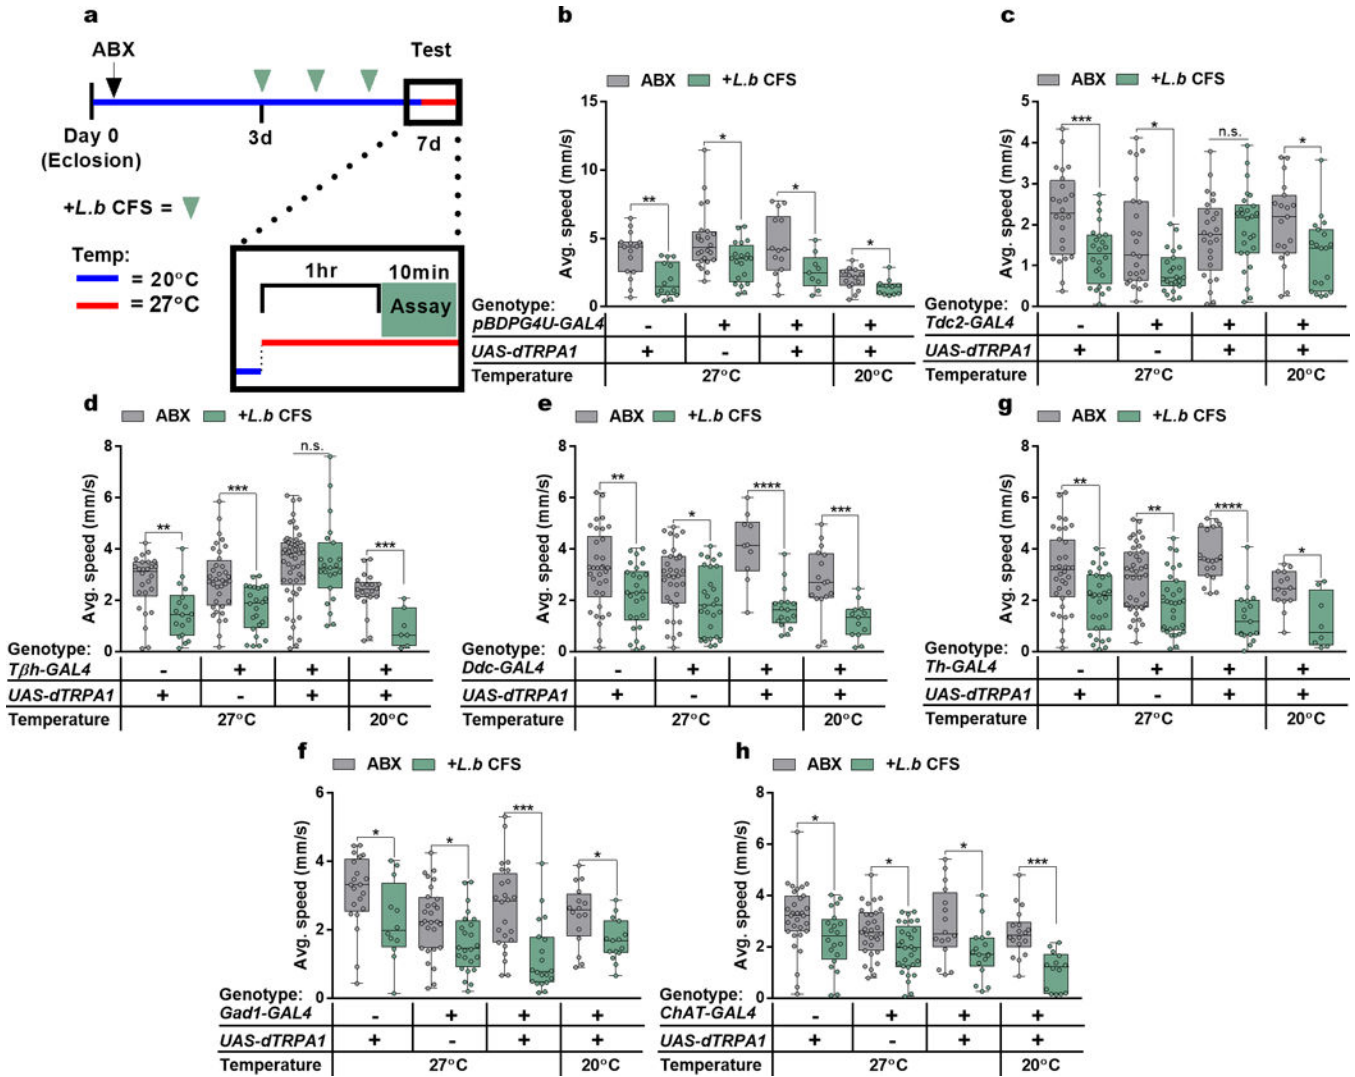 a
ABX
Test
Day 0
(Eclosion)
3d
7d
+L.b CFS =
Temp:
= 20°C
= 27°C
1hr
10min
Assay
b
ABX +L.b CFS
Avg. speed (mm/s)
15
10
5
0
** * * *
Genotype:
pBDPG4U-GAL4 - + + +
UAS-dTRPA1 + - + +
Temperature 27°C 20°C
c
ABX +L.b CFS
Avg. speed (mm/s)
5
4
3
2
1
0
*** * n.s. *
Genotype:
Tdc2-GAL4 - + + +
UAS-dTRPA1 + - + +
Temperature 27°C 20°C
d
ABX +L.b CFS
Avg. speed (mm/s)
8
6
4
2
0
** *** n.s. ***
Genotype:
Tβh-GAL4 - + + +
UAS-dTRPA1 + - + +
Temperature 27°C 20°C
e
ABX +L.b CFS
Avg. speed (mm/s)
8
6
4
2
0
** * **** ***
Genotype:
Ddc-GAL4 - + + +
UAS-dTRPA1 + - + +
Temperature 27°C 20°C
g
ABX +L.b CFS
Avg. speed (mm/s)
8
6
4
2
0
** ** **** *
Genotype:
Th-GAL4 - + + +
UAS-dTRPA1 + - + +
Temperature 27°C 20°C
f
ABX +L.b CFS
Avg. speed (mm/s)
6
4
2
0
* * *** *
Genotype:
Gad1-GAL4 - + + +
UAS-dTRPA1 + - + +
Temperature 27°C 20°C
h
ABX +L.b CFS
Avg. speed (mm/s)
8
6
4
2
0
* * * ***
Genotype:
ChAT-GAL4 - + + +
UAS-dTRPA1 + - + +
Temperature 27°C 20°C